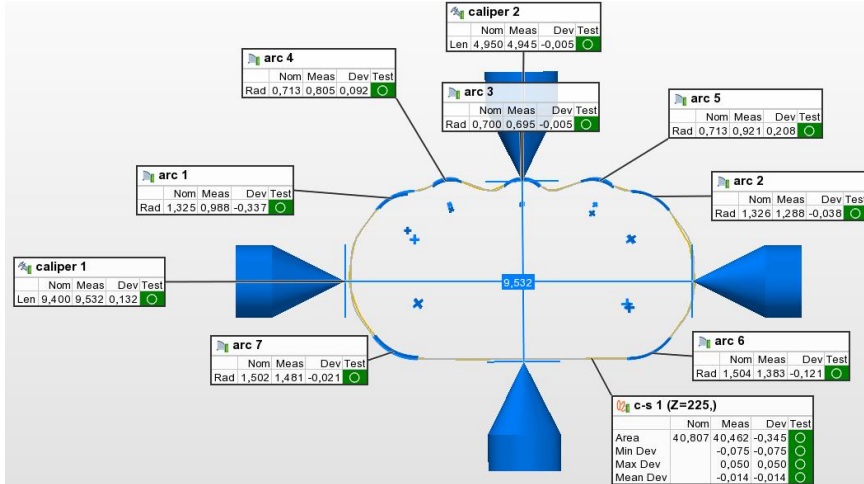 caliper 2
Nom Meas Dev Test
Len 4,950 4,945 -0,005
arc 4
Nom Meas Dev Test
Rad 0,713 0,805 0,092
arc 3
Nom Meas Dev Test
Rad 0,700 0,695 -0,005
arc 5
Nom Meas Dev Test
Rad 0,713 0,921 0,208
arc 1
Nom Meas Dev Test
Rad 1,325 0,988 -0,337
arc 2
Nom Meas Dev Test
Rad 1,326 1,288 -0,038
caliper 1
Nom Meas Dev Test
Len 9,400 9,532 0,132
9,532
arc 7
Nom Meas Dev Test
Rad 1,502 1,481 -0,021
arc 6
Nom Meas Dev Test
Rad 1,504 1,383 -0,121
c-s 1 (Z=225,)
Nom Meas Dev Test
Area 40,807 40,462 -0,345
Min Dev -0,075 -0,075
Max Dev 0,050 0,050
Mean Dev -0,014 -0,014